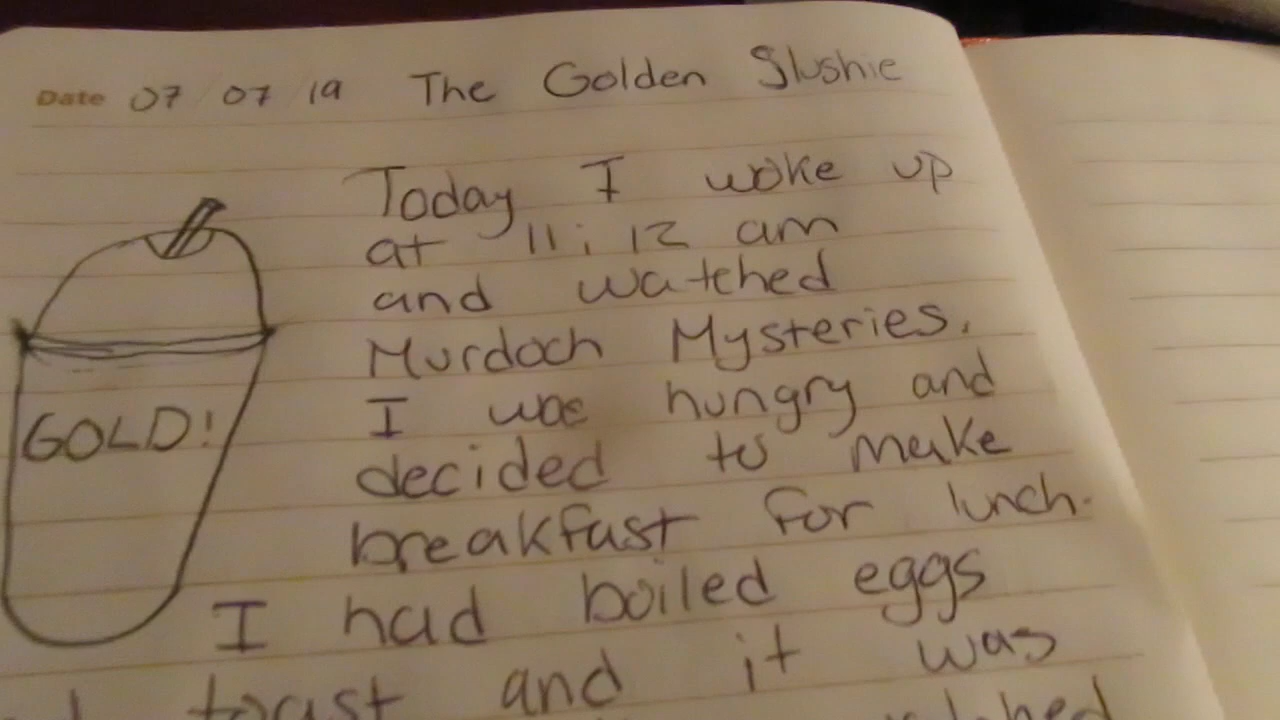 Date 07 07 19 The Golden Slushie
Today I woke up
at 11:12 am
and watched
Murdoch Mysteries.
I was hungry and
decided to make
breakfast for lunch.
GOLD!
I had boiled eggs
toast and it was